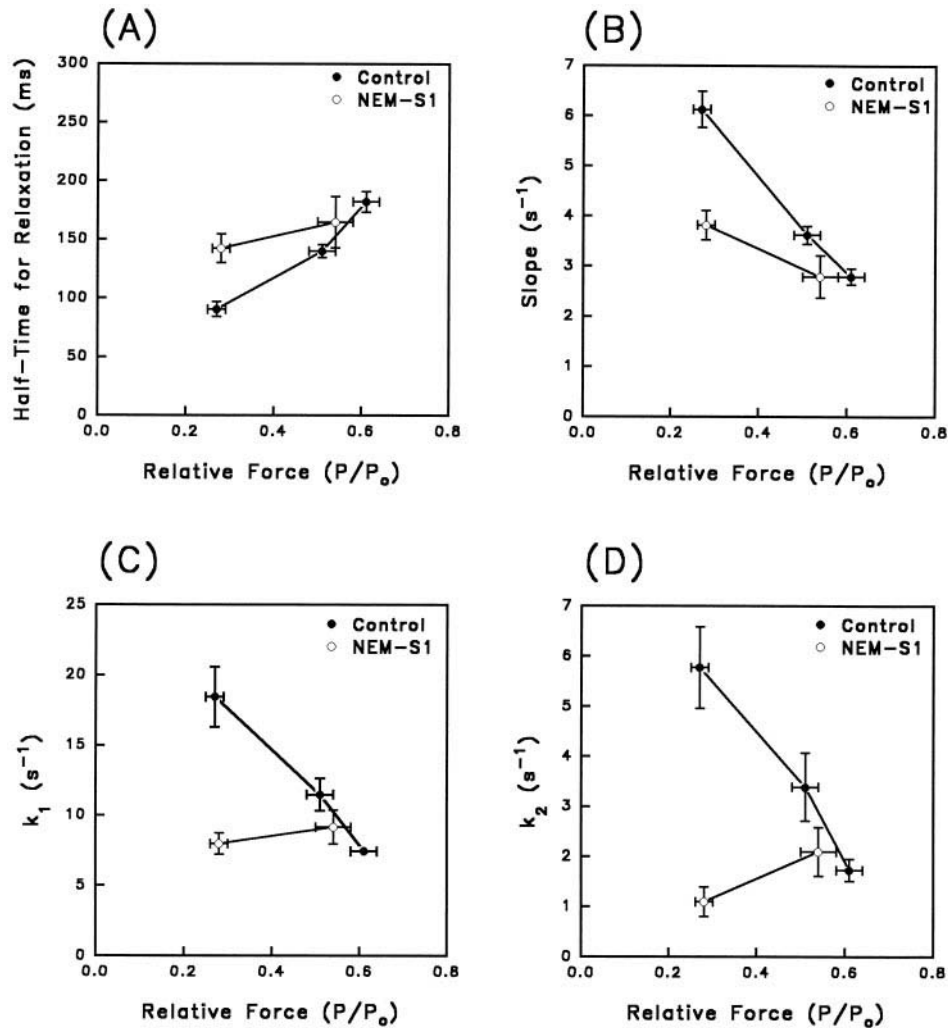 (A)
Half-Time for Relaxation (ms)
300
250
200
150
100
50
0
Control
NEM-S1
0.0 0.2 0.4 0.6 0.8
Relative Force (P/Pₒ)
(B)
Slope (s⁻¹)
7
6
5
4
3
2
1
0
Control
NEM-S1
0.0 0.2 0.4 0.6 0.8
Relative Force (P/Pₒ)
(C)
k₁ (s⁻¹)
25
20
15
10
5
0
Control
NEM-S1
0.0 0.2 0.4 0.6 0.8
Relative Force (P/Pₒ)
(D)
k₂ (s⁻¹)
7
6
5
4
3
2
1
0
Control
NEM-S1
0.0 0.2 0.4 0.6 0.8
Relative Force (P/Pₒ)